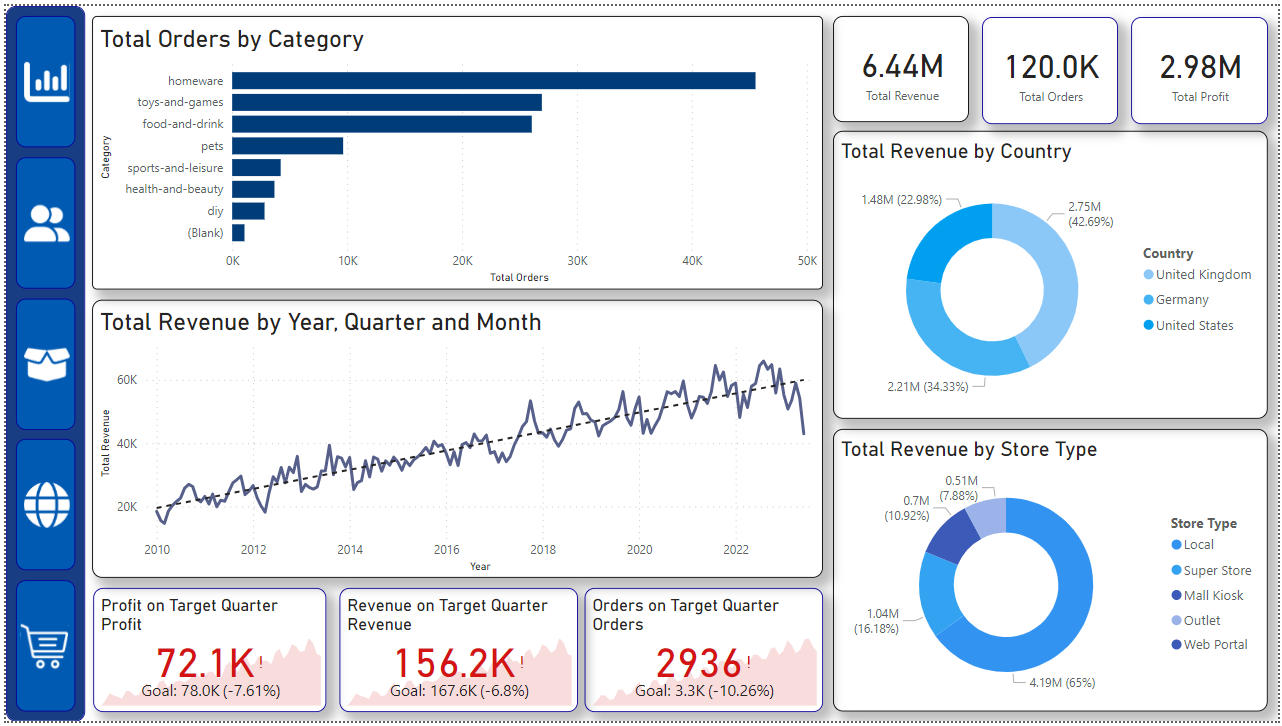 Total Orders by Category
Category
homeware
toys-and-games
food-and-drink
pets
sports-and-leisure
health-and-beauty
diy
(Blank)
0K 10K 20K 30K 40K 50K
Total Orders
6.44M
Total Revenue
120.0K
Total Orders
2.98M
Total Profit
Total Revenue by Country
1.48M (22.98%)
2.75M
(42.69%)
2.21M (34.33%)
Country
United Kingdom
Germany
United States
Total Revenue by Year, Quarter and Month
Total Revenue
60K
40K
20K
2010 2012 2014 2016 2018 2020 2022
Year
Total Revenue by Store Type
0.51M
(7.88%)
0.7M
(10.92%)
1.04M
(16.18%)
4.19M (65%)
Store Type
Local
Super Store
Mall Kiosk
Outlet
Web Portal
Profit on Target Quarter
Profit
72.1K!
Goal: 78.0K (-7.61%)
Revenue on Target Quarter
Revenue
156.2K!
Goal: 167.6K (-6.8%)
Orders on Target Quarter
Orders
2936!
Goal: 3.3K (-10.26%)